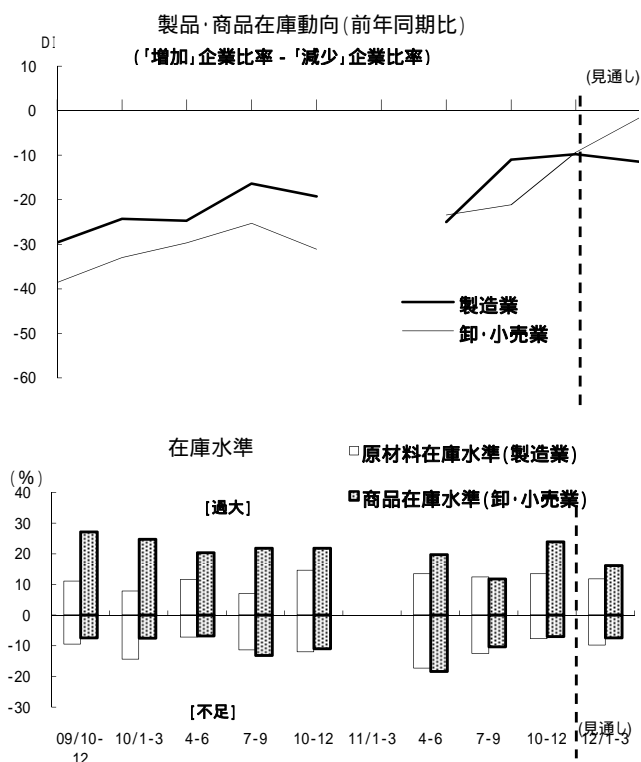 製品・商品在庫動向(前年同期比)
DI
(「増加」企業比率 - 「減少」企業比率)
10
(見通し)
0
-10
-20
-30
-40
-50
-60
製造業
卸・小売業
在庫水準
□原材料在庫水準(製造業)
(%)
商品在庫水準(卸・小売業)
[過大]
40
30
20
10
0
-10
-20
-30
[不足]
09/10-12 10/1-3 4-6 7-9 10-12 11/1-3 4-6 7-9 10-12 12/1-3
(見通し)